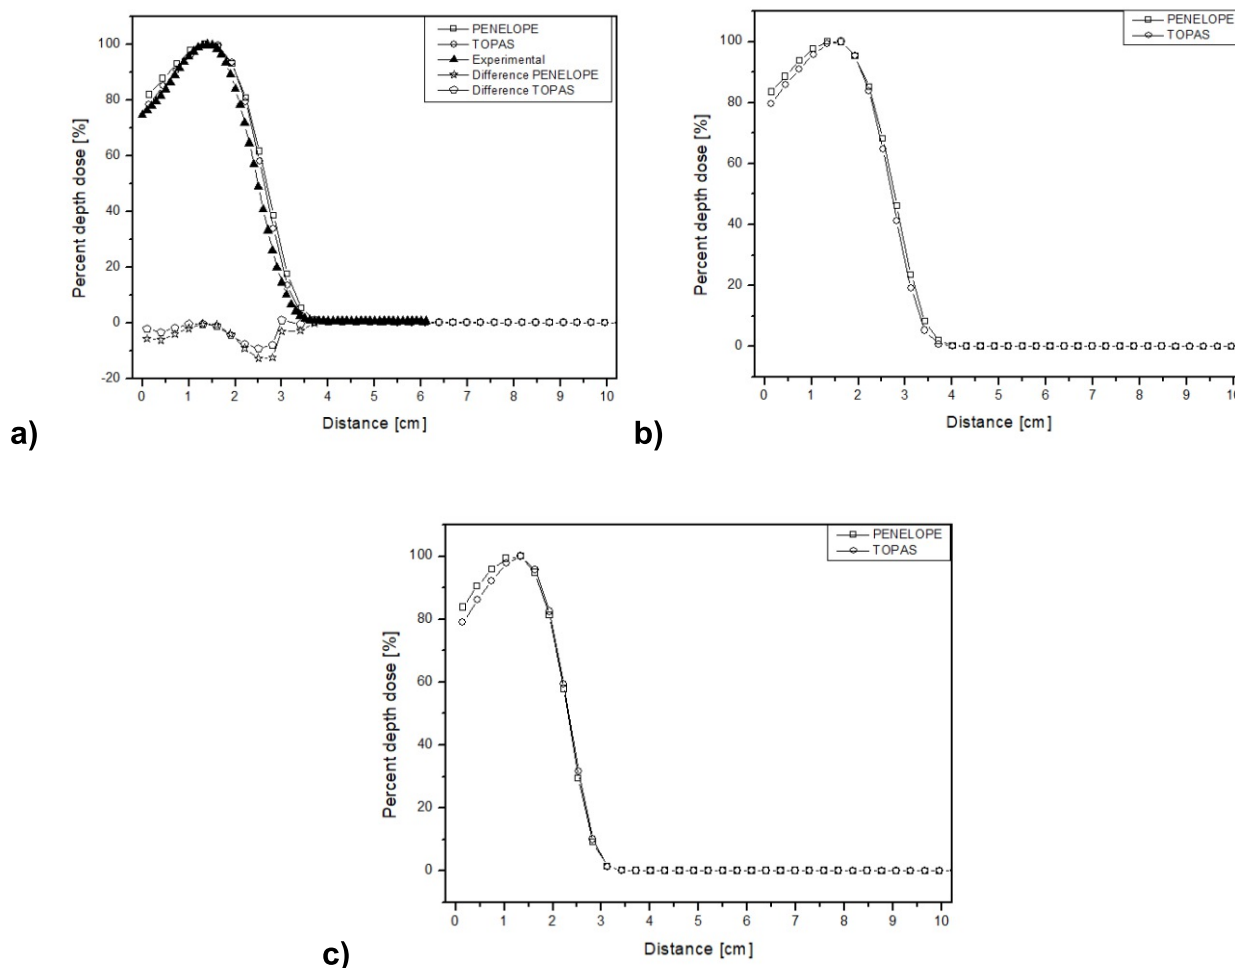 PENELOPE
TOPAS
Experimental
Difference PENELOPE
Difference TOPAS
100
80
60
40
20
0
-20
Percent depth dose [%]
0 1 2 3 4 5 6 7 8 9 10
Distance [cm]
a)
PENELOPE
TOPAS
100
80
60
40
20
0
Percent depth dose [%]
0 1 2 3 4 5 6 7 8 9 10
Distance [cm]
b)
PENELOPE
TOPAS
100
80
60
40
20
0
Percent depth dose [%]
0 1 2 3 4 5 6 7 8 9 10
Distance [cm]
c)